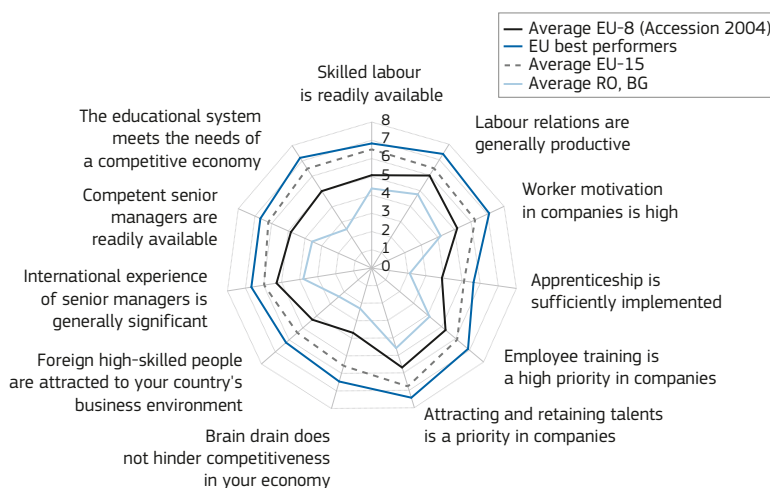 Average EU-8 (Accession 2004)
EU best performers
Average EU-15
Average RO, BG
Skilled labour
is readily available
Labour relations are
generally productive
Worker motivation
in companies is high
Apprenticeship is
sufficiently implemented
Employee training is
a high priority in companies
Attracting and retaining talents
is a priority in companies
Brain drain does
not hinder competitiveness
in your economy
Foreign high-skilled people
are attracted to your country's
business environment
International experience
of senior managers is
generally significant
Competent senior
managers are
readily available
The educational system
meets the needs of
a competitive economy
8
7
6
5
4
3
2
1
0